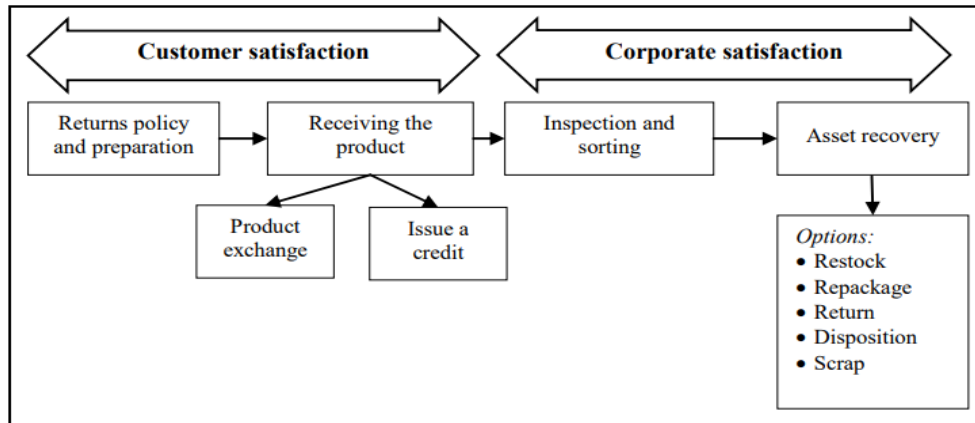 Customer satisfaction
Corporate satisfaction
Returns policy
and preparation
Receiving the
product
Inspection and
sorting
Asset recovery
Product
exchange
Issue a
credit
Options:
• Restock
• Repackage
• Return
• Disposition
• Scrap